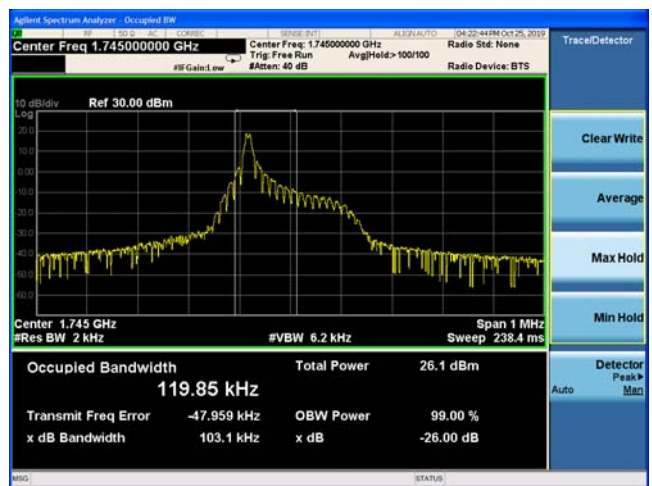 Agilent Spectrum Analyzer - Occupied BW
RF 50 Ω AC CORREC SENSE:INT ALIGNAUTO 04:22:44 PM Oct 25, 2019
Center Freq 1.745000000 GHz
Center Freq: 1.745000000 GHz
Radio Std: None
Trig: Free Run Avg|Hold:>100/100
#IFGain:Low #Atten: 40 dB Radio Device: BTS
Trace/Detector
10 dB/div Ref 30.00 dBm
Log
20.0
10.0
0.00
-10.0
-20.0
-30.0
-40.0
-50.0
-60.0
Clear Write
Average
Max Hold
Min Hold
Center 1.745 GHz Span 1 MHz
#Res BW 2 kHz #VBW 6.2 kHz Sweep 238.4 ms
Occupied Bandwidth Total Power 26.1 dBm
119.85 kHz
Transmit Freq Error -47.959 kHz OBW Power 99.00 %
x dB Bandwidth 103.1 kHz x dB -26.00 dB
Detector
Peak▶
Auto Man
MSG STATUS